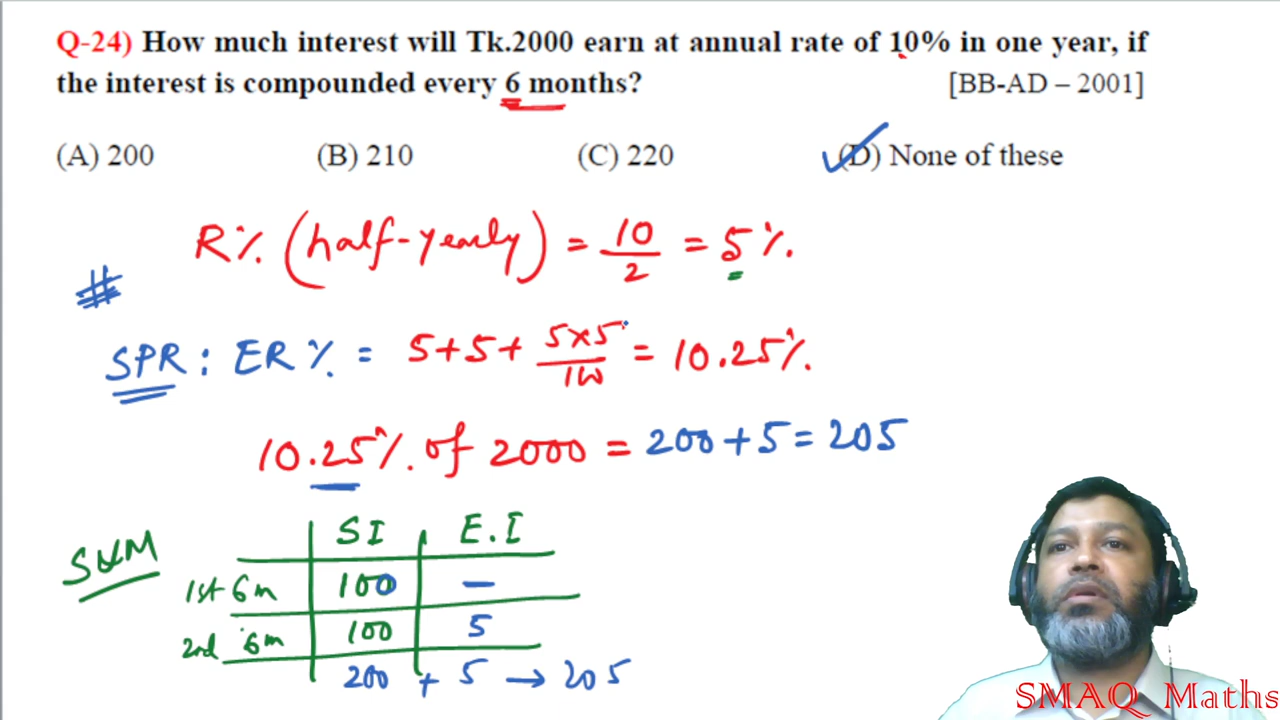 Q-24) How much interest will Tk.2000 earn at annual rate of 10% in one year, if
the interest is compounded every 6 months? [BB-AD – 2001]
(A) 200 (B) 210 (C) 220 (D) None of these
R% (half-yearly) = 10/2 = 5%.
#
SPR : ER% = 5+5+ 5×5/100 = 10.25%.
10.25%. of 2000 = 200+5 = 205
SI E.I
SKM
1st 6m 100 —
2nd 6m 100 5
200 + 5 → 205
SMAQ Maths